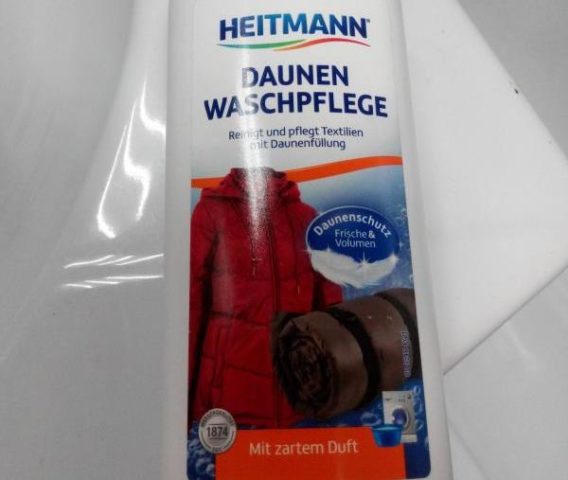 HEITMANN
DAUNEN
WASCHPFLEGE
Reinigt und pflegt Textilien
mit Daunenfüllung
Daunenschutz
Frische &
Volumen
1874
Mit zartem Duft